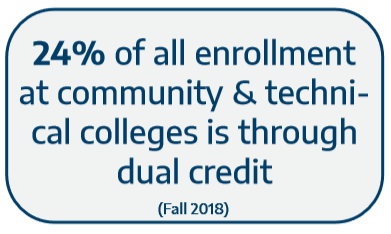 24% of all enrollment
at community & techni-
cal colleges is through
dual credit
(Fall 2018)